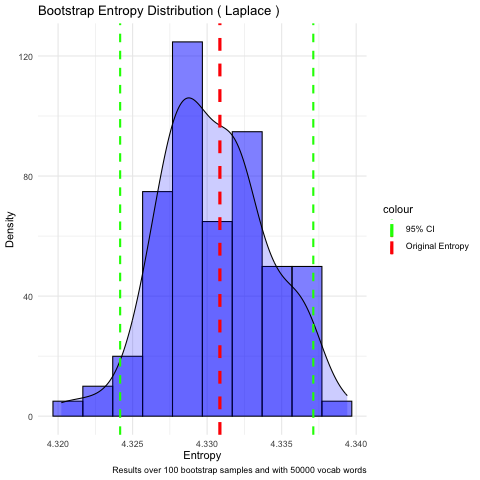 Bootstrap Entropy Distribution ( Laplace )
Density
120
80
40
0
4.320 4.325 4.330 4.335 4.340
Entropy
colour
95% CI
Original Entropy
Results over 100 bootstrap samples and with 50000 vocab words